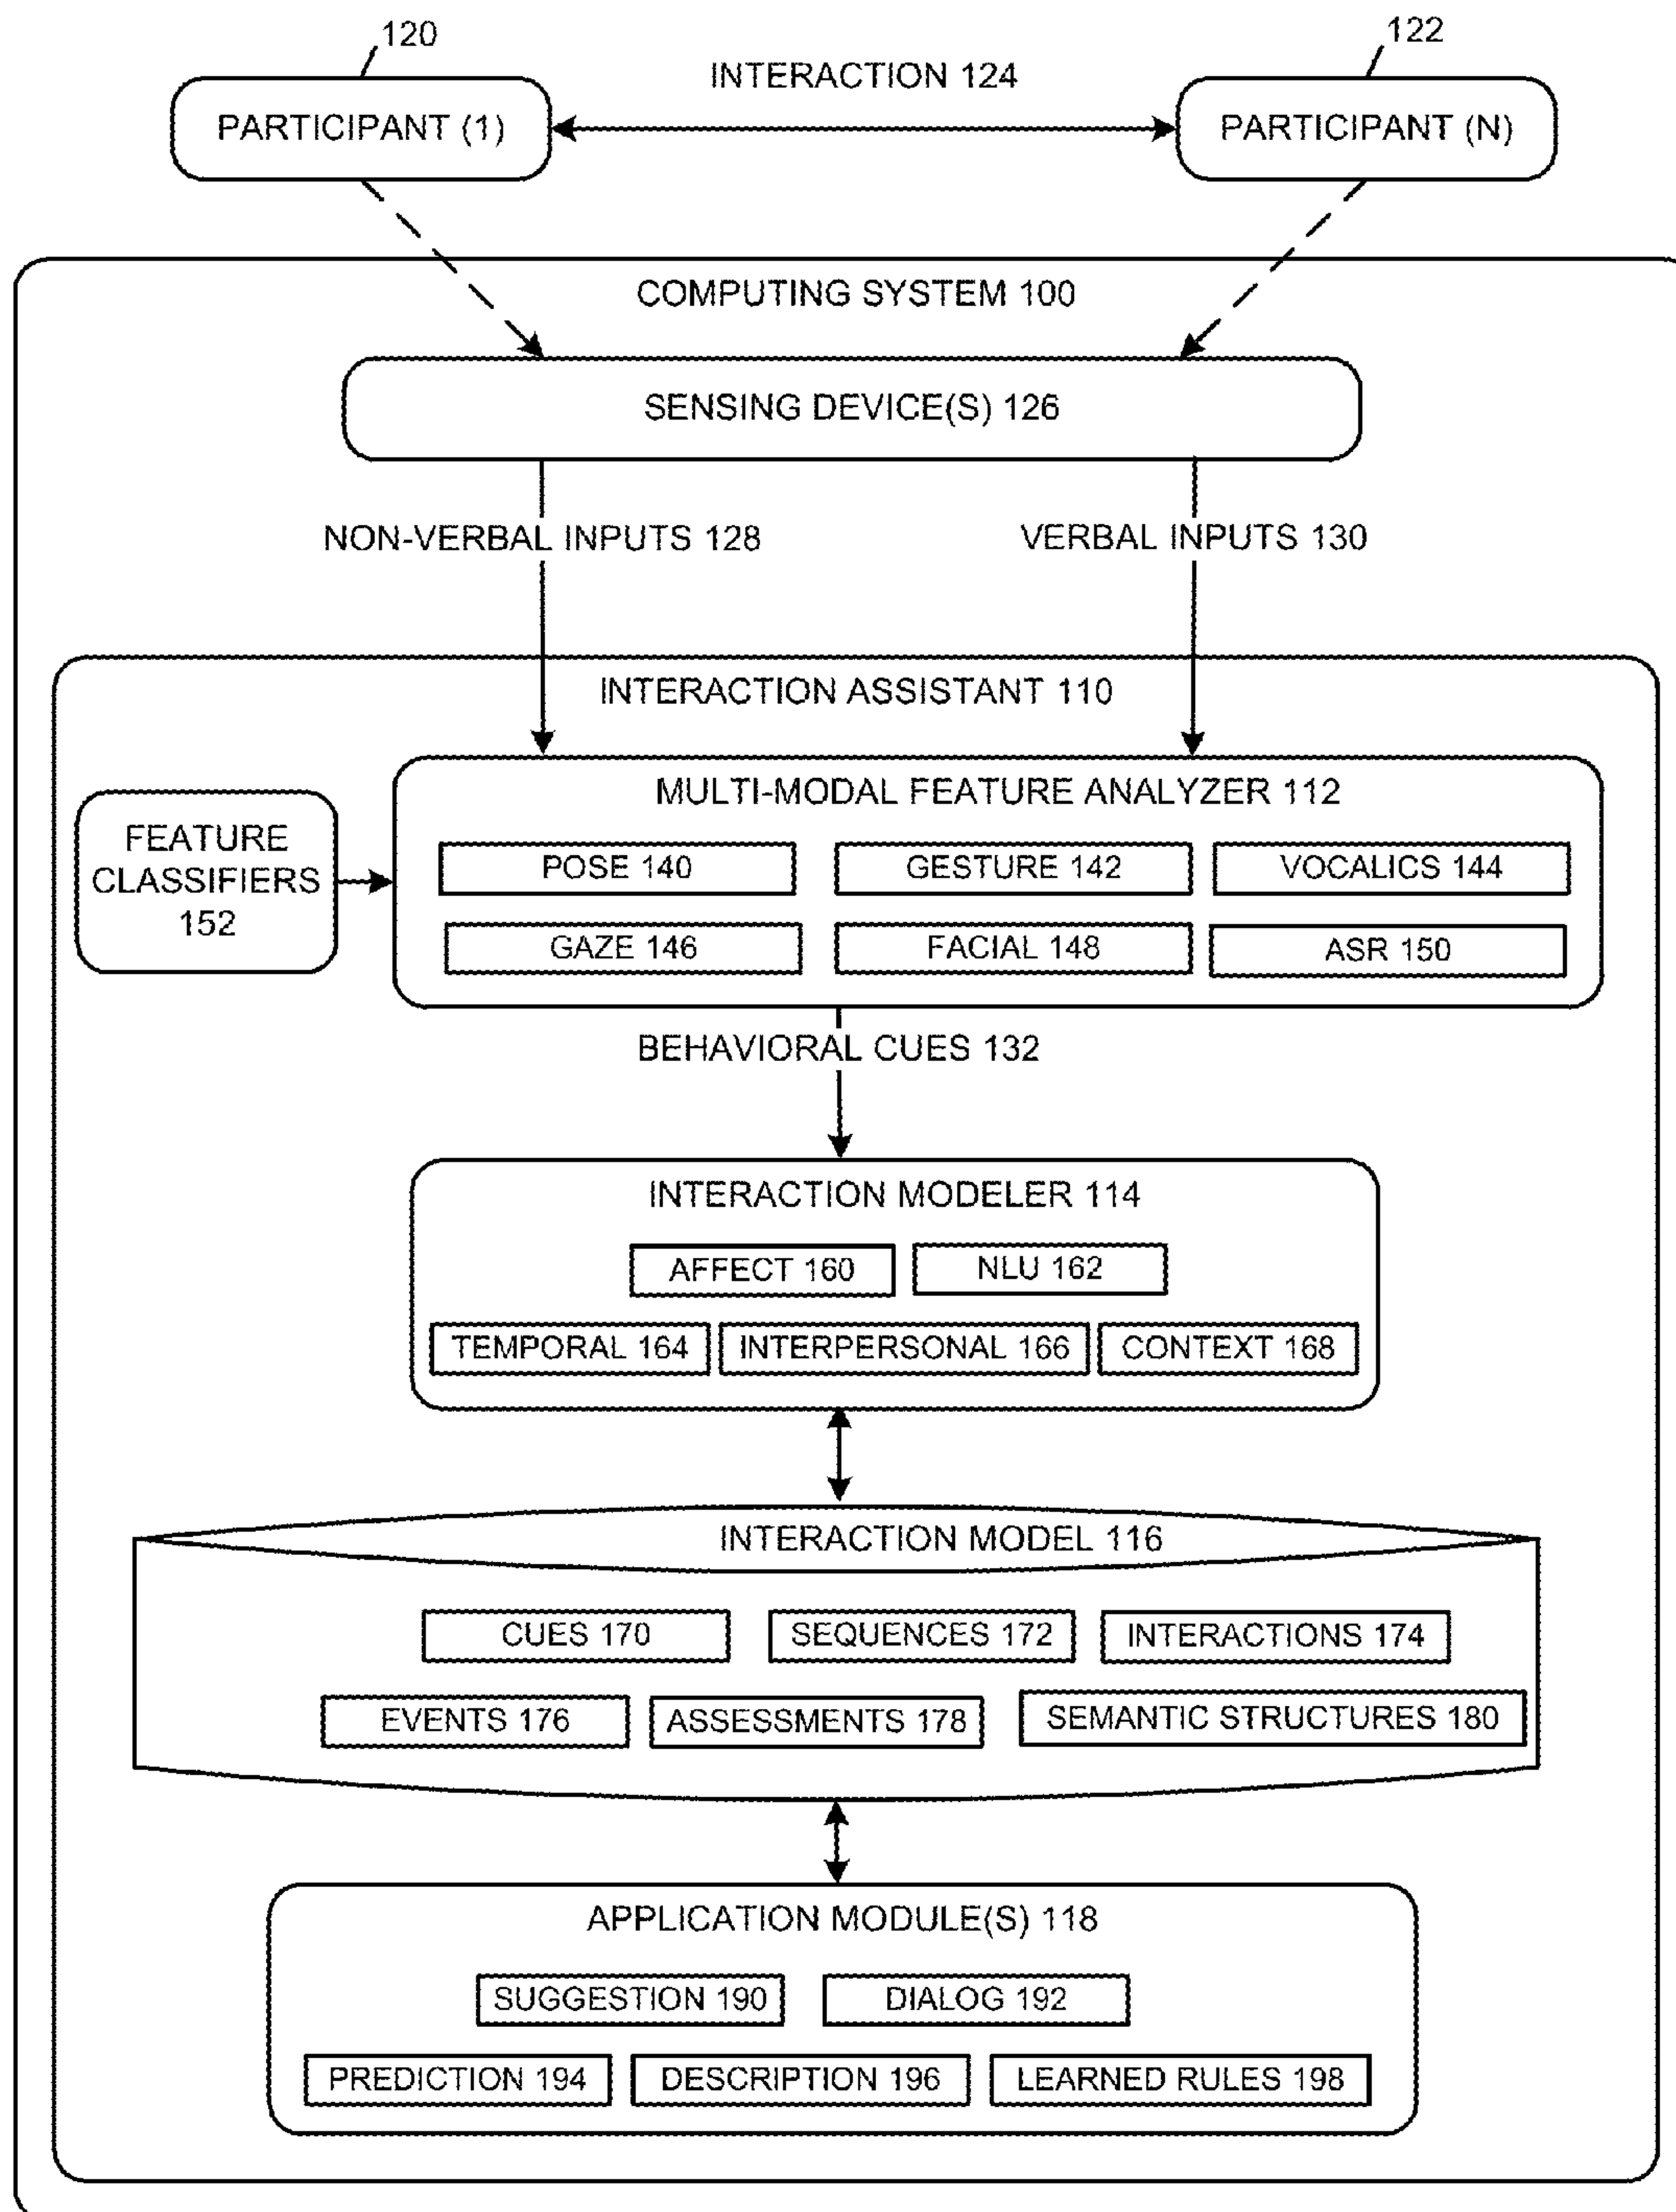 120
122
INTERACTION 124
PARTICIPANT (1)
PARTICIPANT (N)
COMPUTING SYSTEM 100
SENSING DEVICE(S) 126
NON-VERBAL INPUTS 128
VERBAL INPUTS 130
INTERACTION ASSISTANT 110
MULTI-MODAL FEATURE ANALYZER 112
FEATURE
CLASSIFIERS
152
POSE 140
GESTURE 142
VOCALICS 144
GAZE 146
FACIAL 148
ASR 150
BEHAVIORAL CUES 132
INTERACTION MODELER 114
AFFECT 160
NLU 162
TEMPORAL 164
INTERPERSONAL 166
CONTEXT 168
INTERACTION MODEL 116
CUES 170
SEQUENCES 172
INTERACTIONS 174
EVENTS 176
ASSESSMENTS 178
SEMANTIC STRUCTURES 180
APPLICATION MODULE(S) 118
SUGGESTION 190
DIALOG 192
PREDICTION 194
DESCRIPTION 196
LEARNED RULES 198